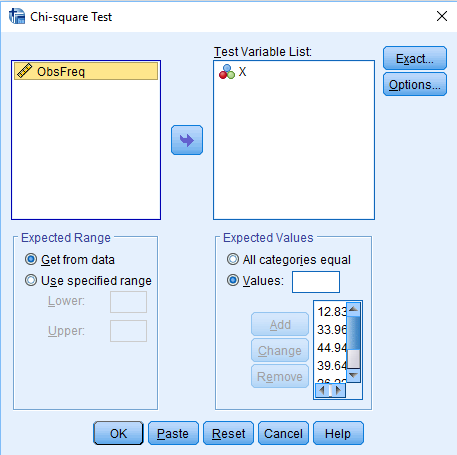 Chi-square Test
Test Variable List:
ObsFreq
X
Exact...
Options...
Expected Range
Get from data
Use specified range
Lower:
Upper:
Expected Values
All categories equal
Values:
Add
Change
Remove
12.83
33.96
44.94
39.64
OK
Paste
Reset
Cancel
Help